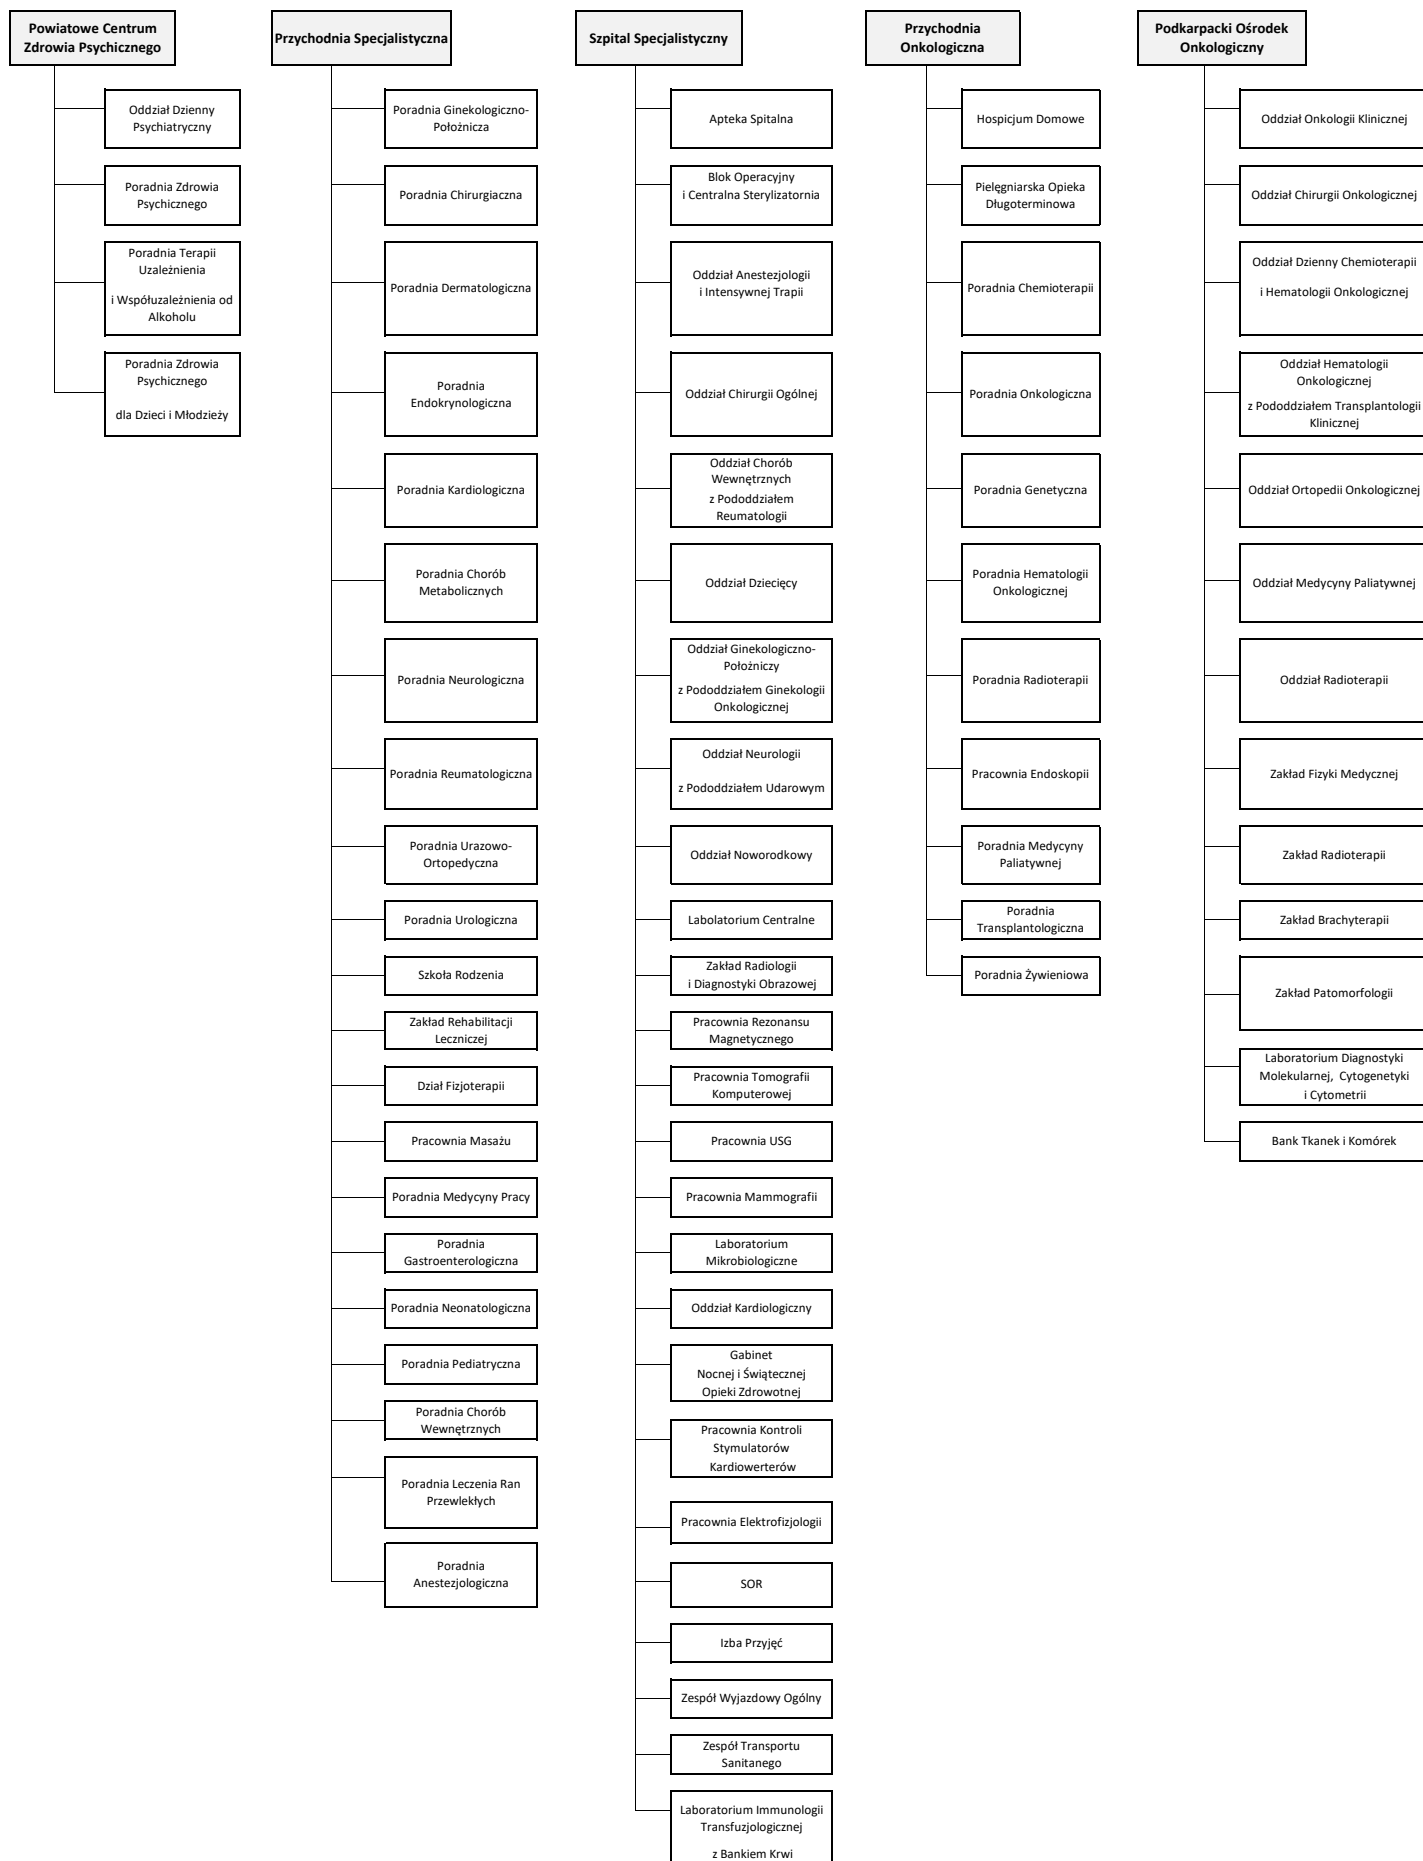 Powiatowe Centrum
Zdrowia Psychicznego
Oddział Dzienny
Psychiatryczny
Poradnia Zdrowia
Psychicznego
Poradnia Terapii
Uzależnienia
i Współuzależnienia od
Alkoholu
Poradnia Zdrowia
Psychicznego
dla Dzieci i Młodzieży
Przychodnia Specjalistyczna
Poradnia Ginekologiczno-
Położnicza
Poradnia Chirurgiaczna
Poradnia Dermatologiczna
Poradnia
Endokrynologiczna
Poradnia Kardiologiczna
Poradnia Chorób
Metabolicznych
Poradnia Neurologiczna
Poradnia Reumatologiczna
Poradnia Urazowo-
Ortopedyczna
Poradnia Urologiczna
Szkoła Rodzenia
Zakład Rehabilitacji
Leczniczej
Dział Fizjoterapii
Pracownia Masażu
Poradnia Medycyny Pracy
Poradnia
Gastroenterologiczna
Poradnia Neonatologiczna
Poradnia Pediatryczna
Poradnia Chorób
Wewnętrznych
Poradnia Leczenia Ran
Przewlekłych
Poradnia
Anestezjologiczna
Szpital Specjalistyczny
Apteka Spitalna
Blok Operacyjny
i Centralna Sterylizatornia
Oddział Anestezjologii
i Intensywnej Trapii
Oddział Chirurgii Ogólnej
Oddział Chorób
Wewnętrznych
z Pododdziałem
Reumatologii
Oddział Dziecięcy
Oddział Ginekologiczno-
Położniczy
z Pododdziałem Ginekologii
Onkologicznej
Oddział Neurologii
z Pododdziałem Udarowym
Oddział Noworodkowy
Labolatorium Centralne
Zakład Radiologii
i Diagnostyki Obrazowej
Pracownia Rezonansu
Magnetycznego
Pracownia Tomografii
Komputerowej
Pracownia USG
Pracownia Mammografii
Laboratorium
Mikrobiologiczne
Oddział Kardiologiczny
Gabinet
Nocnej i Świątecznej
Opieki Zdrowotnej
Pracownia Kontroli
Stymulatorów
Kardiowerterów
Pracownia Elektrofizjologii
SOR
Izba Przyjęć
Zespół Wyjazdowy Ogólny
Zespół Transportu
Sanitanego
Laboratorium Immunologii
Transfuzjologicznej
z Bankiem Krwi
Przychodnia
Onkologiczna
Hospicjum Domowe
Pielęgniarska Opieka
Długoterminowa
Poradnia Chemioterapii
Poradnia Onkologiczna
Poradnia Genetyczna
Poradnia Hematologii
Onkologicznej
Poradnia Radioterapii
Pracownia Endoskopii
Poradnia Medycyny
Paliatywnej
Poradnia
Transplantologiczna
Poradnia Żywieniowa
Podkarpacki Ośrodek
Onkologiczny
Oddział Onkologii Klinicznej
Oddział Chirurgii Onkologicznej
Oddział Dzienny Chemioterapii
i Hematologii Onkologicznej
Oddział Hematologii
Onkologicznej
z Pododdziałem Transplantologii
Klinicznej
Oddział Ortopedii Onkologicznej
Oddział Medycyny Paliatywnej
Oddział Radioterapii
Zakład Fizyki Medycznej
Zakład Radioterapii
Zakład Brachyterapii
Zakład Patomorfologii
Laboratorium Diagnostyki
Molekularnej, Cytogenetyki
i Cytometrii
Bank Tkanek i Komórek